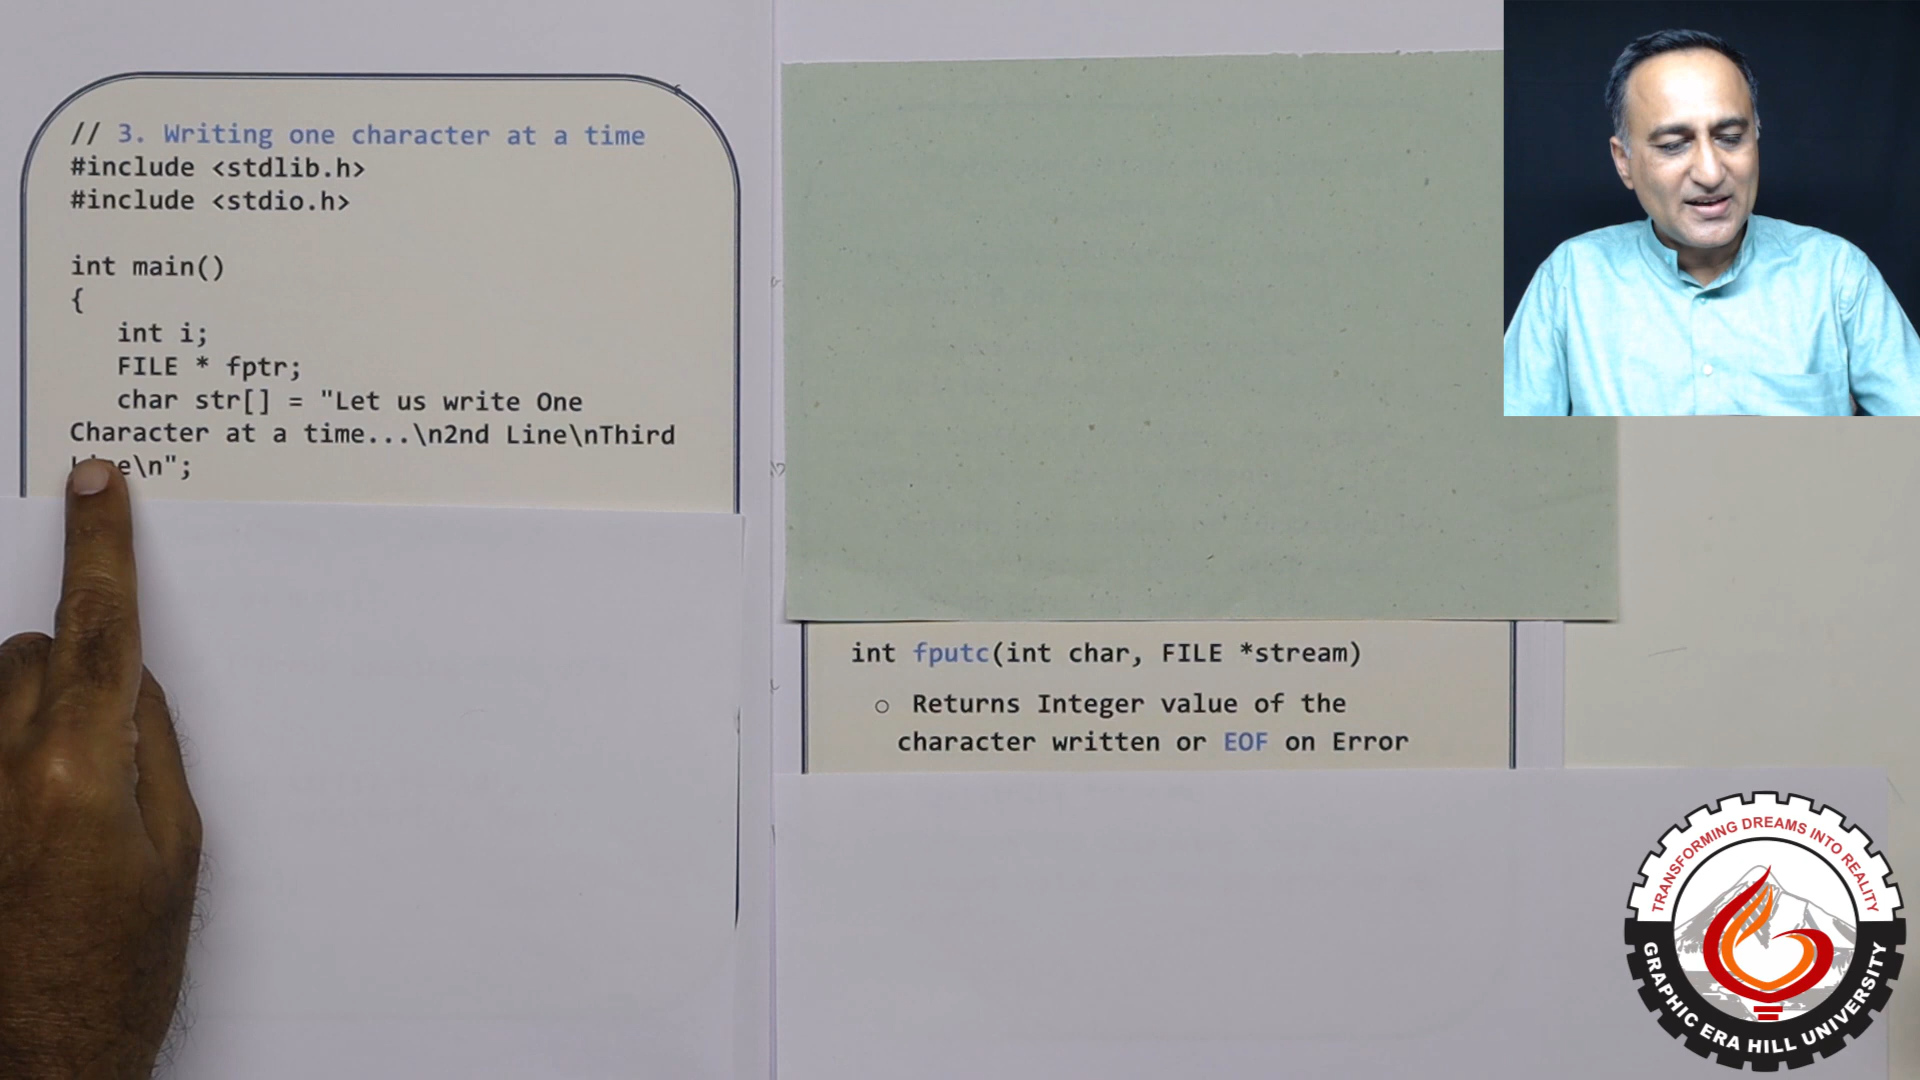 // 3. Writing one character at a time
#include <stdlib.h>
#include <stdio.h>
int main()
{
int i;
FILE * fptr;
char str[] = "Let us write One
Character at a time...\n2nd Line\nThird
Line\n";
int fputc(int char, FILE *stream)
○ Returns Integer value of the
character written or EOF on Error
TRANSFORMING DREAMS INTO REALITY
GRAPHIC ERA HILL UNIVERSITY